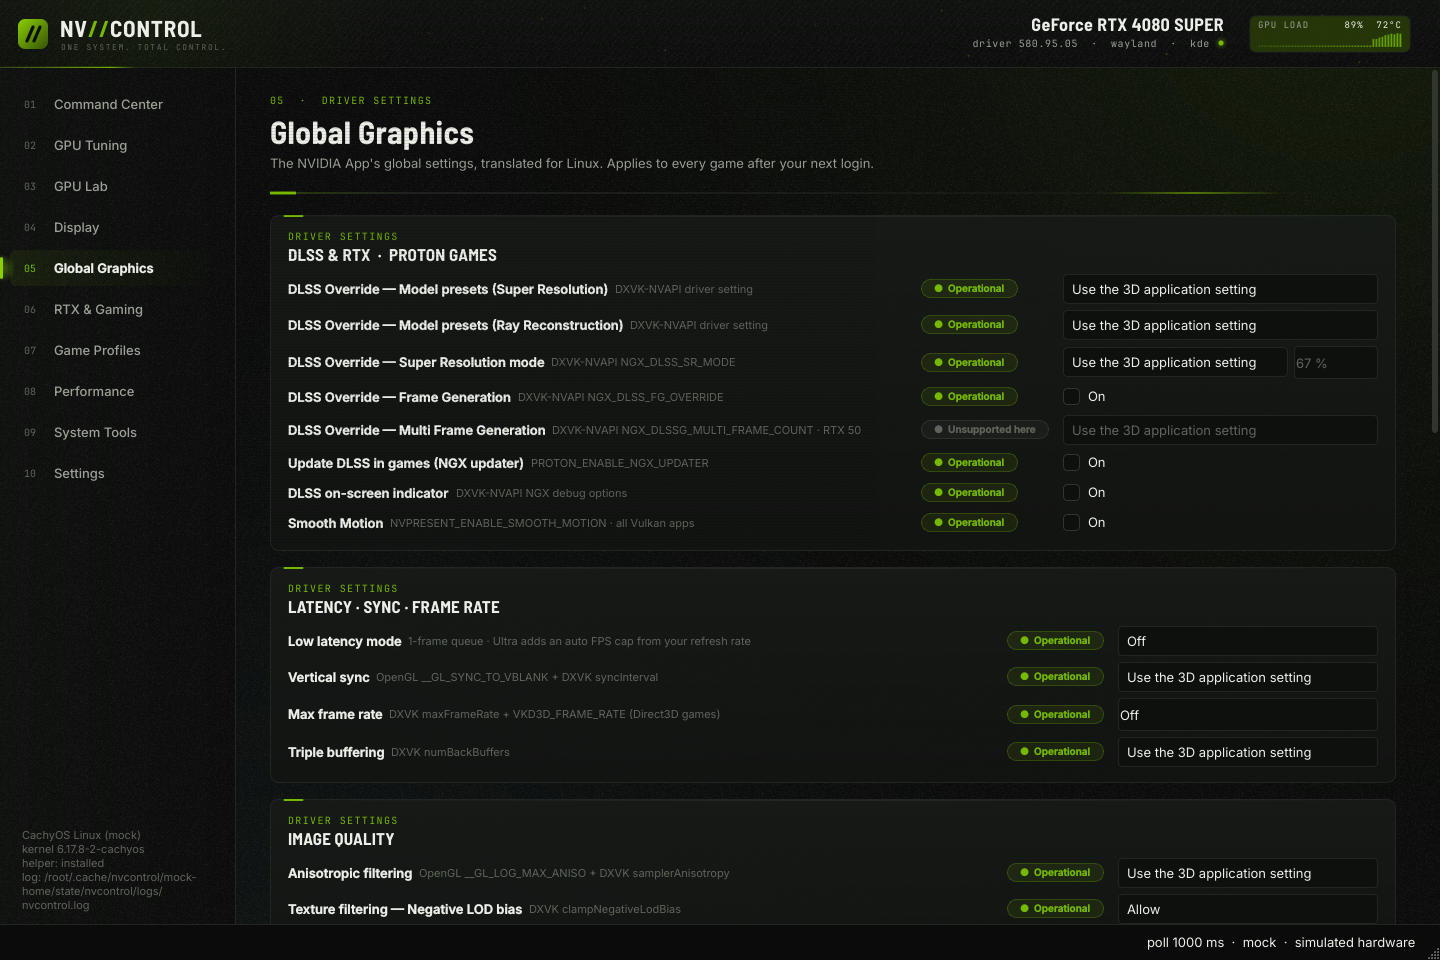 NV//CONTROL
ONE SYSTEM. TOTAL CONTROL.
GeForce RTX 4080 SUPER
driver 580.95.05 · wayland · kde
GPU LOAD 89% 72°C
01 Command Center
02 GPU Tuning
03 GPU Lab
04 Display
05 Global Graphics
06 RTX & Gaming
07 Game Profiles
08 Performance
09 System Tools
10 Settings
CachyOS Linux (mock)
kernel 6.17.8-2-cachyos
helper: installed
log: /root/.cache/nvcontrol/mock-
home/state/nvcontrol/logs/
nvcontrol.log
05 · DRIVER SETTINGS
Global Graphics
The NVIDIA App's global settings, translated for Linux. Applies to every game after your next login.
DRIVER SETTINGS
DLSS & RTX · PROTON GAMES
DLSS Override — Model presets (Super Resolution) DXVK-NVAPI driver setting Operational Use the 3D application setting
DLSS Override — Model presets (Ray Reconstruction) DXVK-NVAPI driver setting Operational Use the 3D application setting
DLSS Override — Super Resolution mode DXVK-NVAPI NGX_DLSS_SR_MODE Operational Use the 3D application setting 67 %
DLSS Override — Frame Generation DXVK-NVAPI NGX_DLSS_FG_OVERRIDE Operational On
DLSS Override — Multi Frame Generation DXVK-NVAPI NGX_DLSSG_MULTI_FRAME_COUNT · RTX 50 Unsupported here Use the 3D application setting
Update DLSS in games (NGX updater) PROTON_ENABLE_NGX_UPDATER Operational On
DLSS on-screen indicator DXVK-NVAPI NGX debug options Operational On
Smooth Motion NVPRESENT_ENABLE_SMOOTH_MOTION · all Vulkan apps Operational On
DRIVER SETTINGS
LATENCY · SYNC · FRAME RATE
Low latency mode 1-frame queue · Ultra adds an auto FPS cap from your refresh rate Operational Off
Vertical sync OpenGL __GL_SYNC_TO_VBLANK + DXVK syncInterval Operational Use the 3D application setting
Max frame rate DXVK maxFrameRate + VKD3D_FRAME_RATE (Direct3D games) Operational Off
Triple buffering DXVK numBackBuffers Operational Use the 3D application setting
DRIVER SETTINGS
IMAGE QUALITY
Anisotropic filtering OpenGL __GL_LOG_MAX_ANISO + DXVK samplerAnisotropy Operational Use the 3D application setting
Texture filtering — Negative LOD bias DXVK clampNegativeLodBias Operational Allow
poll 1000 ms · mock · simulated hardware